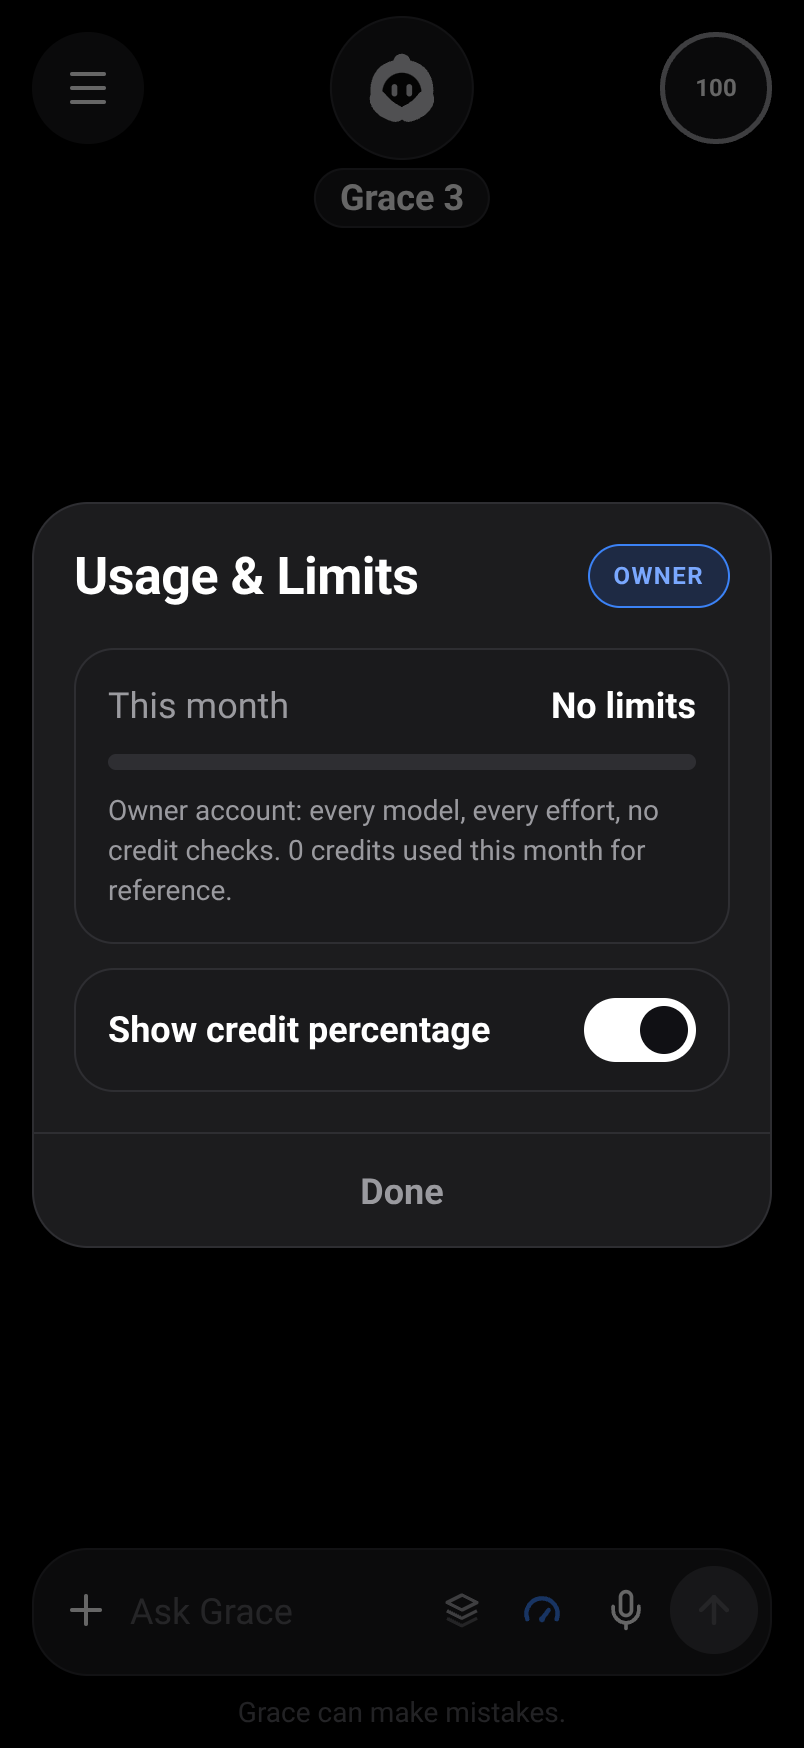 100
Grace 3
Usage & Limits
OWNER
This month
No limits
Owner account: every model, every effort, no
credit checks. 0 credits used this month for
reference.
Show credit percentage
Done
Ask Grace
Grace can make mistakes.